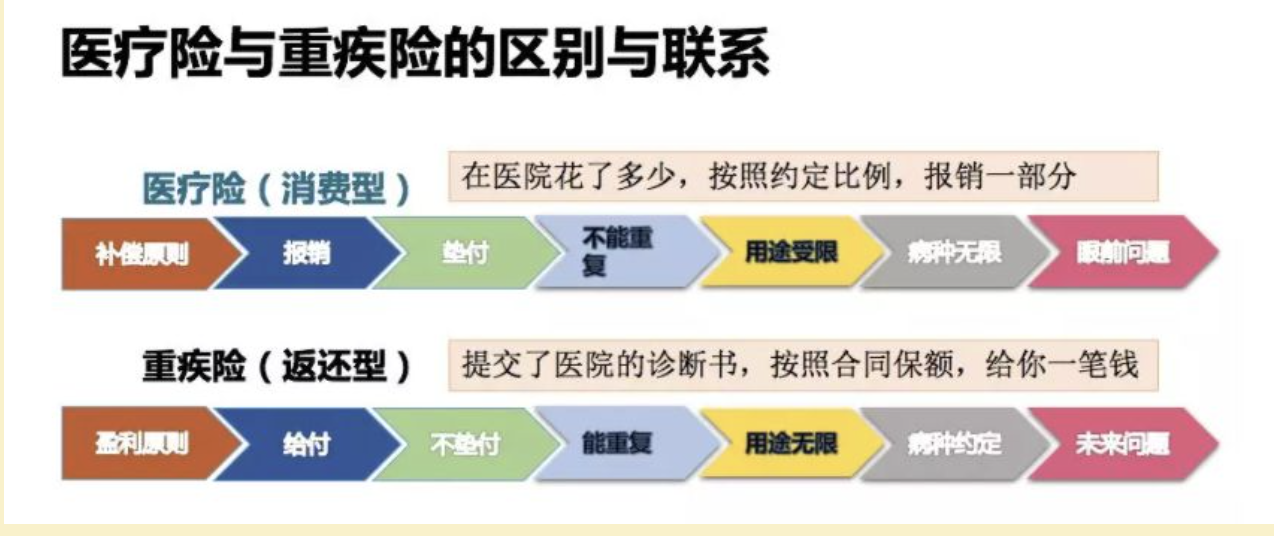 医疗险与重疾险的区别与联系
医疗险（消费型）
在医院花了多少，按照约定比例，报销一部分
补偿原则
报销
垫付
不能重
复
用途受限
病种无限
眼前问题
重疾险（返还型）
提交了医院的诊断书，按照合同保额，给你一笔钱
盈利原则
给付
不垫付
能重复
用途无限
病种约定
未来问题